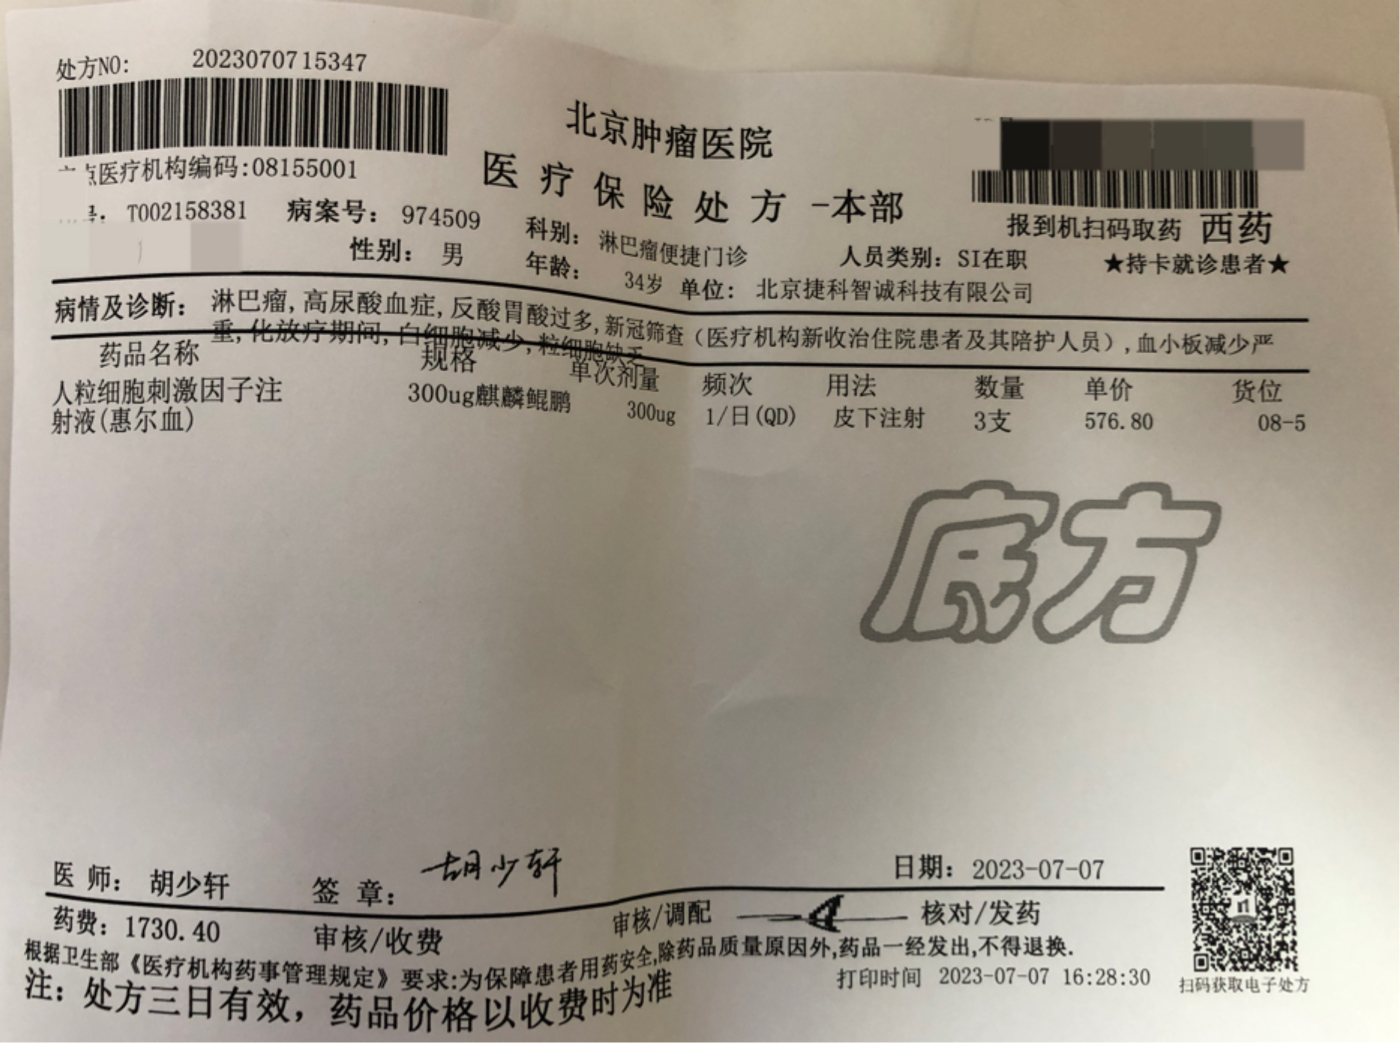 处方NO: 2023070715347
北京肿瘤医院
点医疗机构编码:08155001
医疗保险处方-本部
T002158381 病案号: 974509
科别: 淋巴瘤便捷门诊
报到机扫码取药 西药
性别: 男
年龄: 34岁
人员类别: SI在职
★持卡就诊患者★
单位: 北京捷科智诚科技有限公司
病情及诊断: 淋巴瘤,高尿酸血症,反酸胃酸过多,新冠筛查(医疗机构新收治住院患者及其陪护人员),血小板减少严
重,化放疗期间,白细胞减少,粒细胞缺乏
药品名称 规格 单次剂量 频次 用法 数量 单价 货位
人粒细胞刺激因子注 300ug麒麟鲲鹏 300ug 1/日(QD) 皮下注射 3支 576.80 08-5
射液(惠尔血)
底方
医师: 胡少轩 签章: 胡少轩 日期: 2023-07-07
药费: 1730.40 审核/收费 审核/调配 核对/发药
根据卫生部《医疗机构药事管理规定》要求:为保障患者用药安全,除药品质量原因外,药品一经发出,不得退换.
打印时间 2023-07-07 16:28:30
扫码获取电子处方
注: 处方三日有效, 药品价格以收费时为准